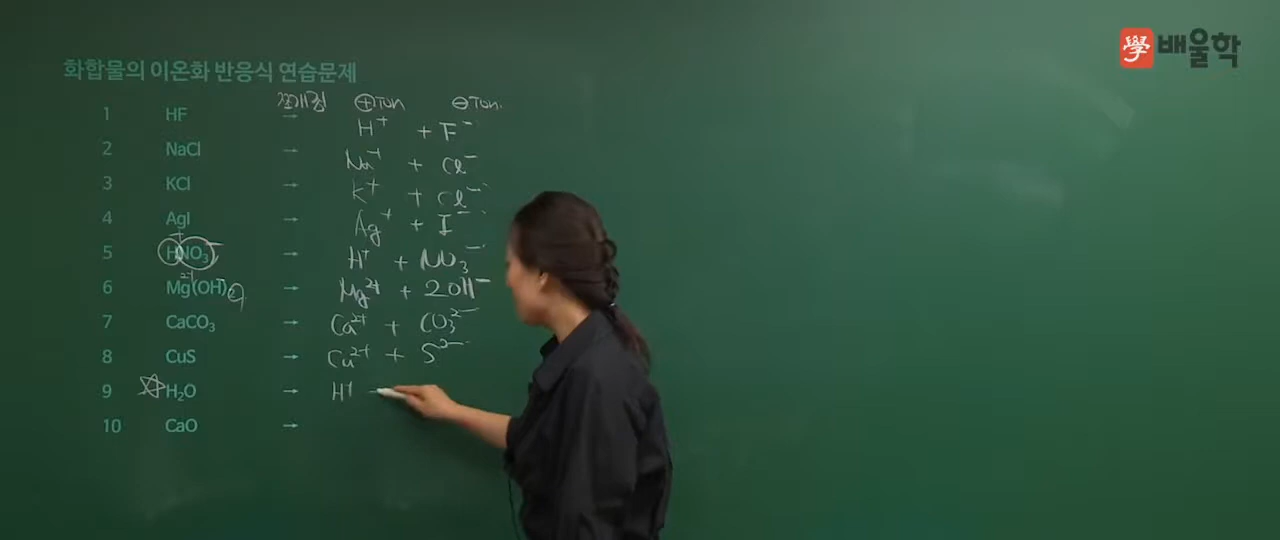 學 배울학
화합물의 이온화 반응식 연습문제
⊕Ion ⊖Ion
1 HF → H⁺ + F⁻
2 NaCl → Na⁺ + Cl⁻
3 KCl → K⁺ + Cl⁻
4 AgI → Ag⁺ + I⁻
5 HNO₃ → H⁺ + NO₃⁻
6 Mg(OH)₂ → Mg²⁺ + 2OH⁻
7 CaCO₃ → Ca²⁺ + CO₃²⁻
8 CuS → Cu²⁺ + S²⁻
9 ☆ H₂O → H⁺
10 CaO →